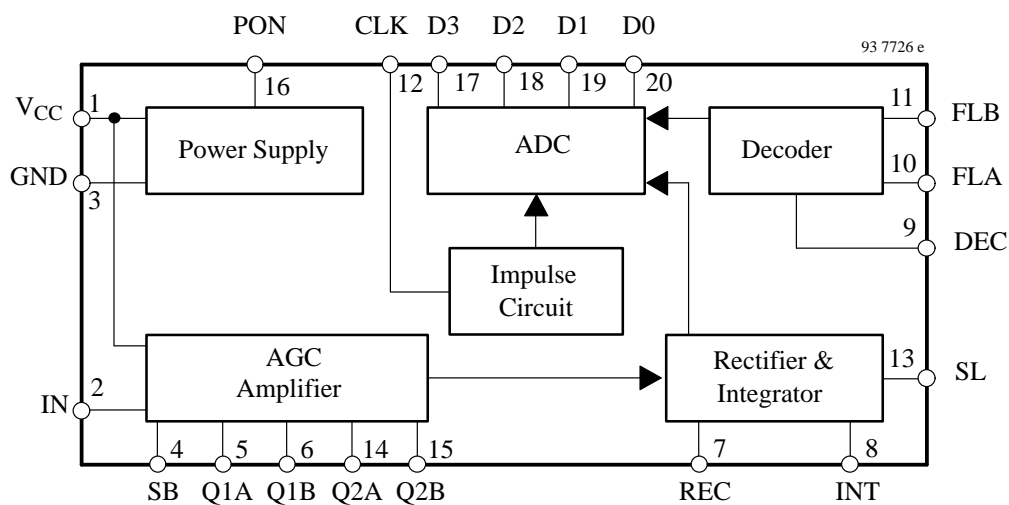 PON CLK D3 D2 D1 D0
93 7726 e
16 12 17 18 19 20
VCC 1
Power Supply
ADC
Decoder
11 FLB
GND 3
10 FLA
9 DEC
Impulse
Circuit
AGC
Amplifier
Rectifier &
Integrator
13 SL
IN 2
4 5 6 14 15 7 8
SB Q1A Q1B Q2A Q2B REC INT